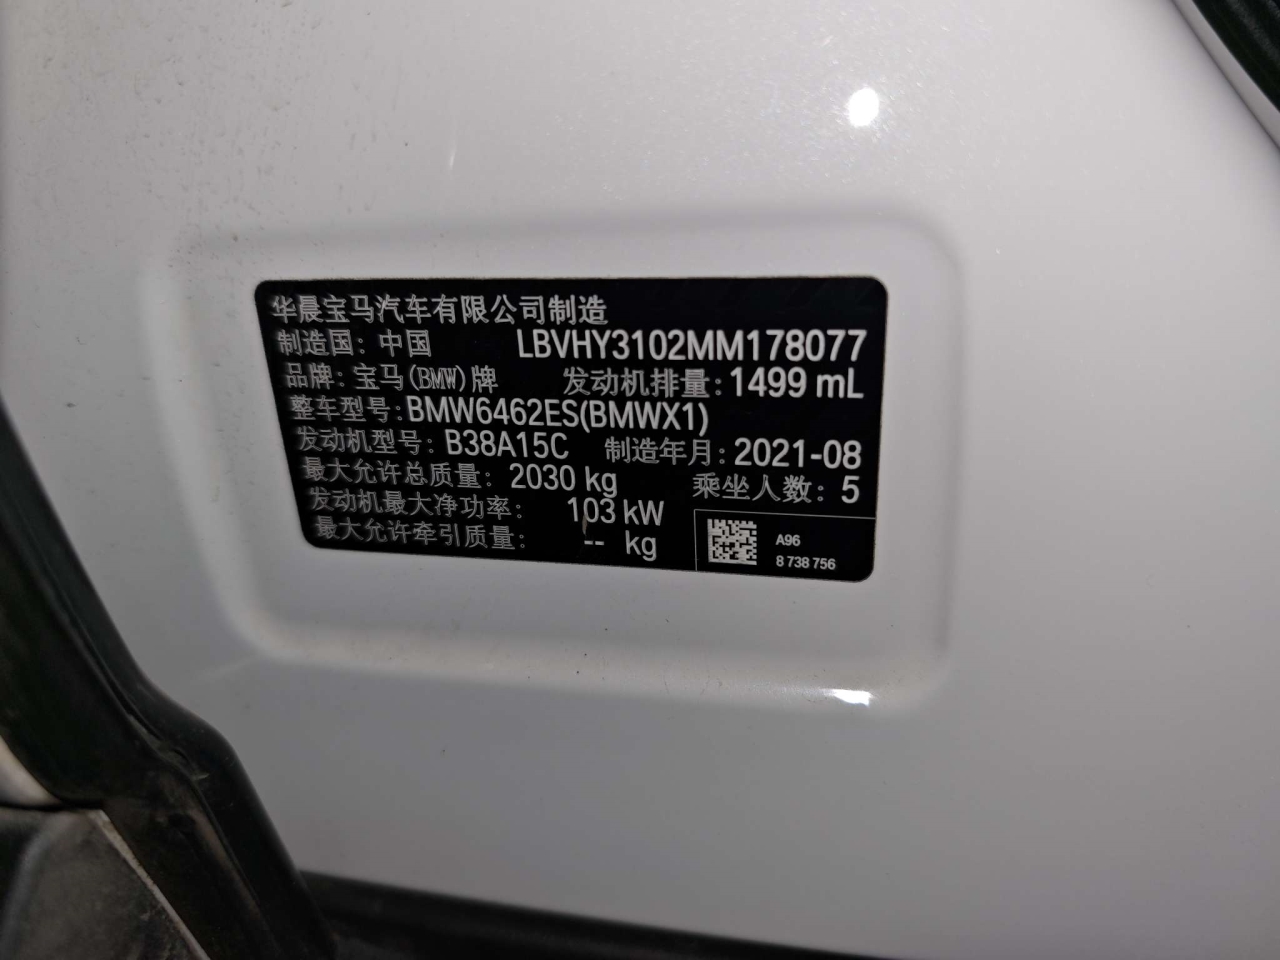 华晨宝马汽车有限公司制造
制造国: 中国 LBVHY3102MM178077
品牌: 宝马(BMW)牌 发动机排量: 1499 mL
整车型号: BMW6462ES(BMWX1)
发动机型号: B38A15C 制造年月: 2021-08
最大允许总质量: 2030 kg 乘坐人数: 5
发动机最大净功率: 103 kW
最大允许牵引质量: -- kg
A96
8 738 756